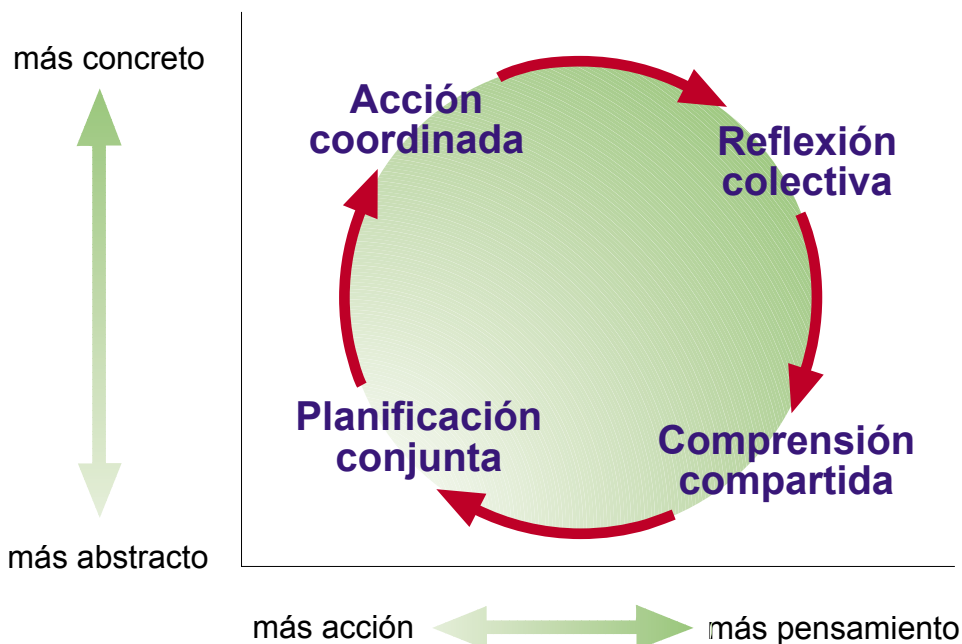 más concreto
Acción
coordinada
Reflexión
colectiva
Planificación
conjunta
Comprensión
compartida
más abstracto
más acción
más pensamiento